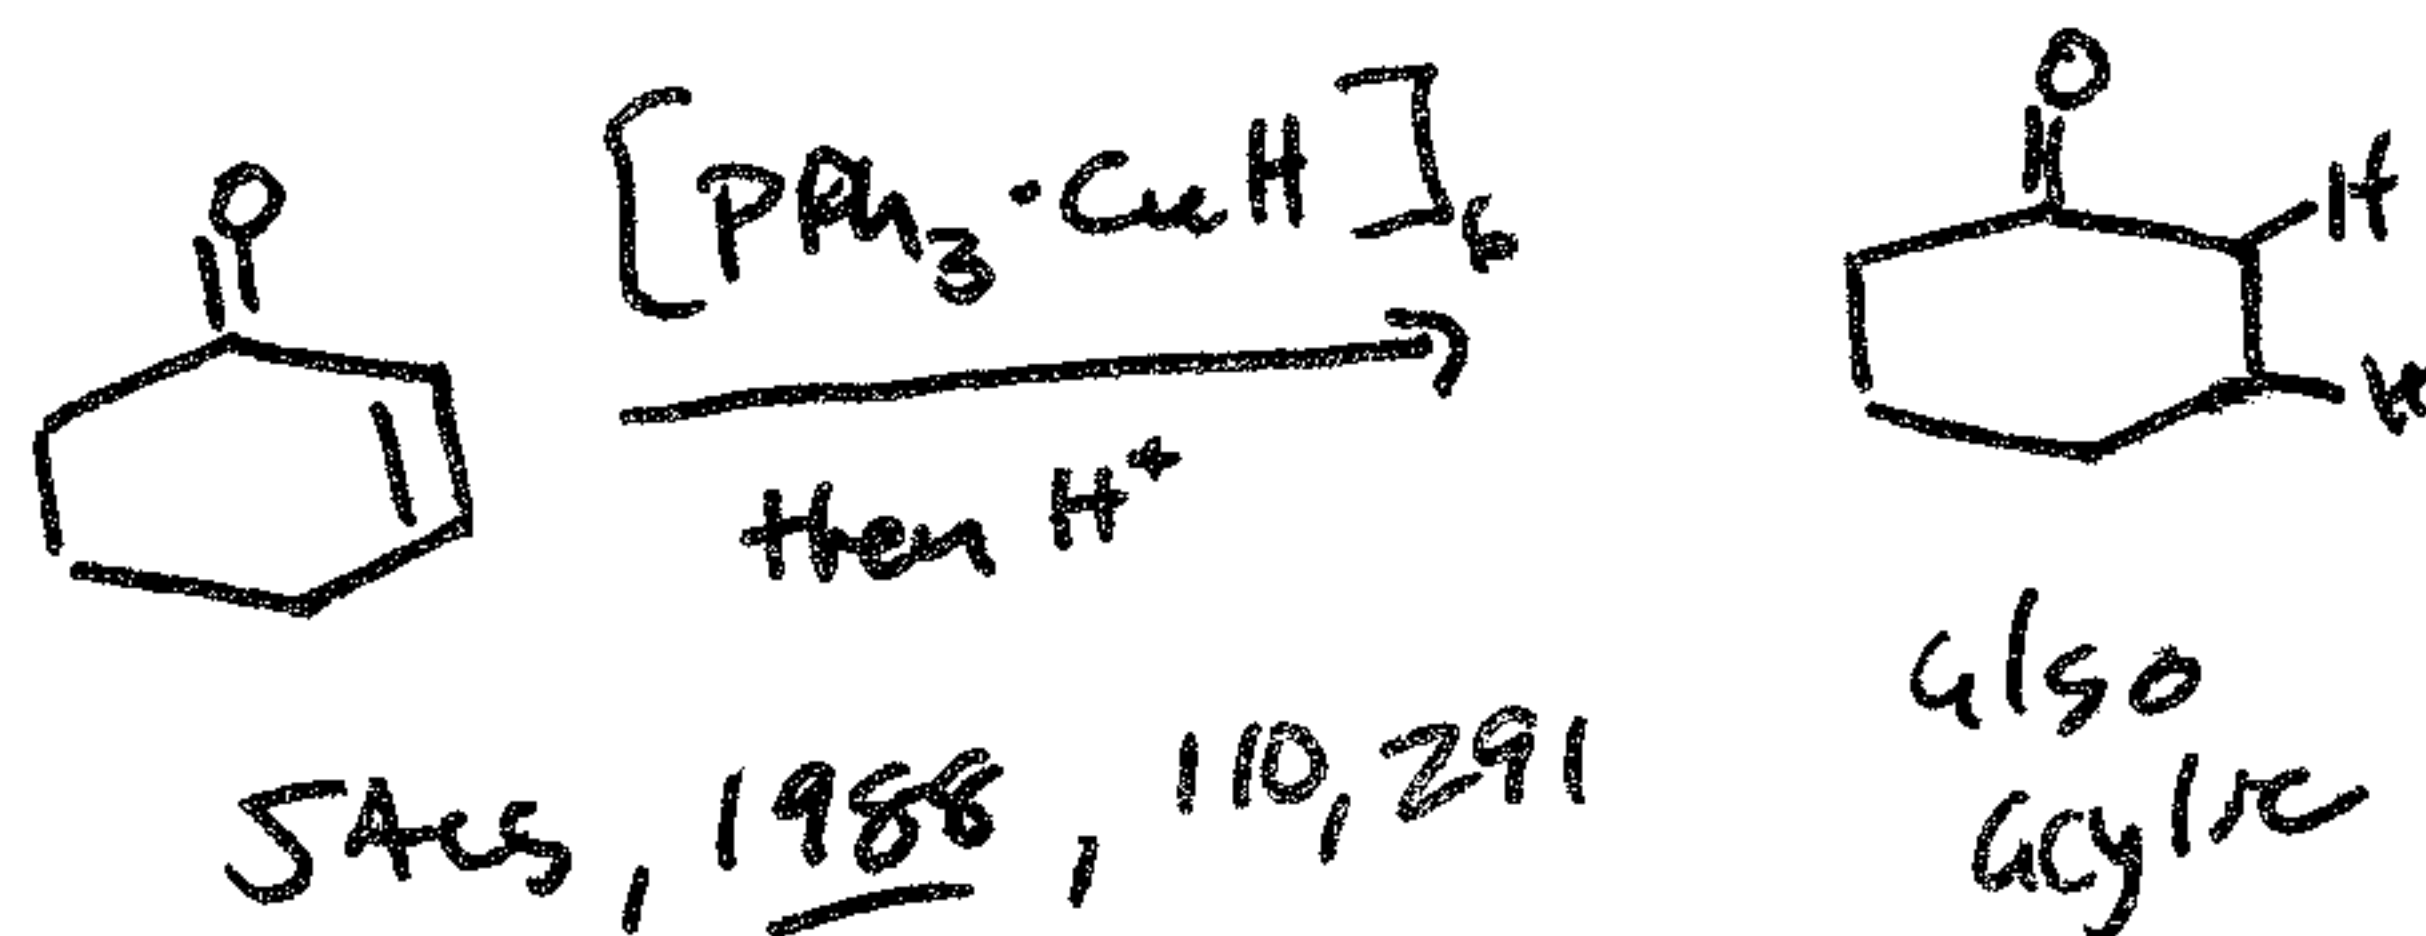 O
O
[PPh3·CuH]6
H
H
then H+
also
acyclic
JACS, 1988, 110, 291